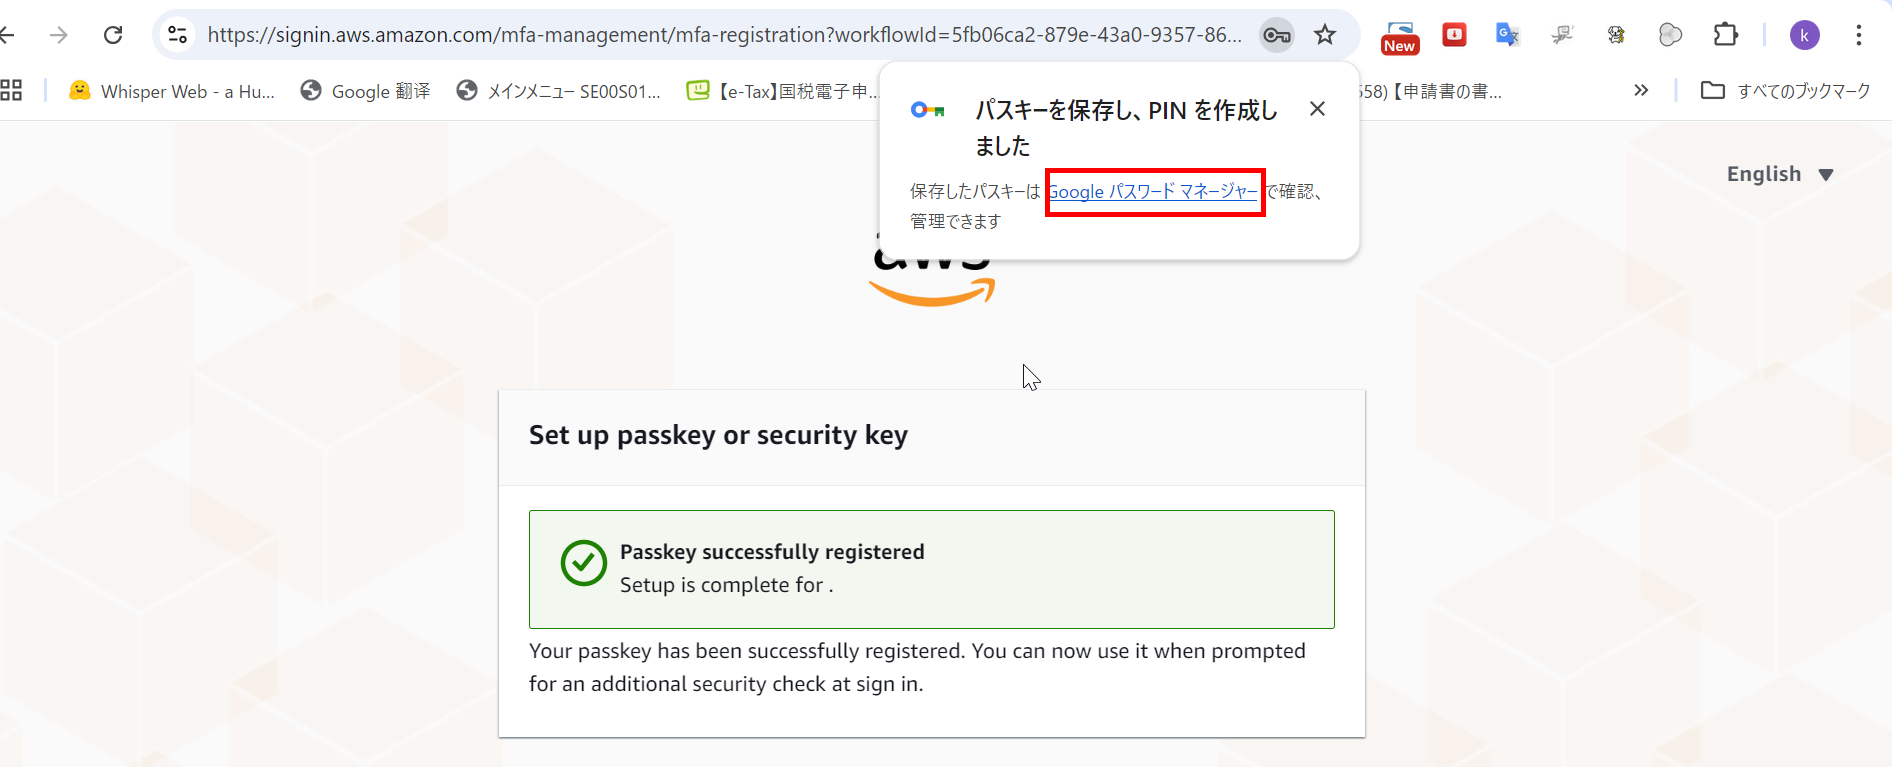 https://signin.aws.amazon.com/mfa-management/mfa-registration?workflowId=5fb06ca2-879e-43a0-9357-86...
New
k
Whisper Web - a Hu...
Google 翻译
メインメニュー SE00S01...
【e-Tax】国税電子申...
558)【申請書の書...
»
すべてのブックマーク
パスキーを保存し、PIN を作成し
ました
保存したパスキーは Google パスワード マネージャー で確認、
管理できます
English
aws
Set up passkey or security key
Passkey successfully registered
Setup is complete for .
Your passkey has been successfully registered. You can now use it when prompted
for an additional security check at sign in.